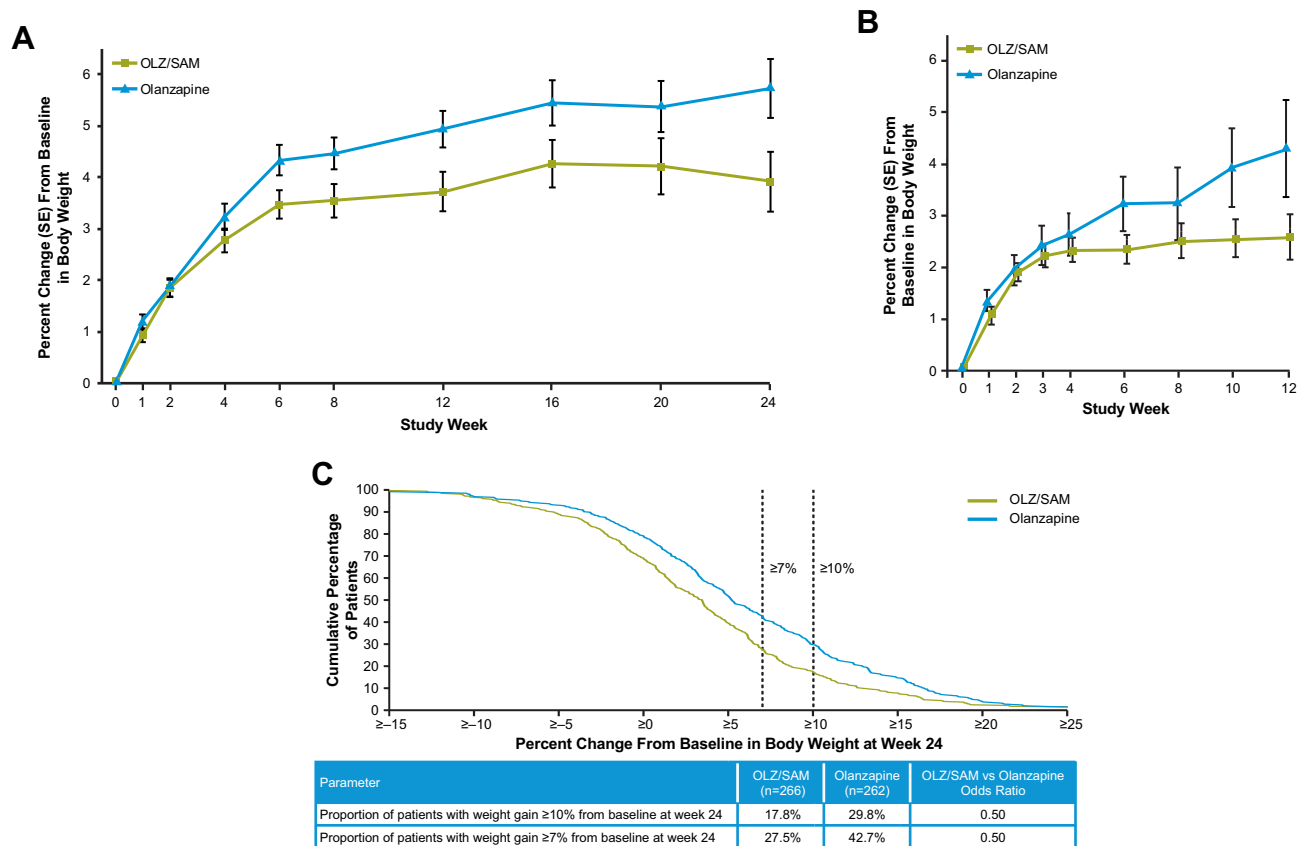 A
OLZ/SAM
Olanzapine
Percent Change (SE) From Baseline
in Body Weight
6
5
4
3
2
1
0
0 1 2 4 6 8 12 16 20 24
Study Week
B
OLZ/SAM
Olanzapine
Percent Change (SE) From
Baseline in Body Weight
6
5
4
3
2
1
0
0 1 2 3 4 6 8 10 12
Study Week
C
OLZ/SAM
Olanzapine
Cumulative Percentage
of Patients
100
90
80
70
60
50
40
30
20
10
0
≥7% ≥10%
≥–15 ≥–10 ≥–5 ≥0 ≥5 ≥10 ≥15 ≥20 ≥25
Percent Change From Baseline in Body Weight at Week 24
Parameter OLZ/SAM (n=266) Olanzapine (n=262) OLZ/SAM vs Olanzapine Odds Ratio
Proportion of patients with weight gain ≥10% from baseline at week 24 17.8% 29.8% 0.50
Proportion of patients with weight gain ≥7% from baseline at week 24 27.5% 42.7% 0.50